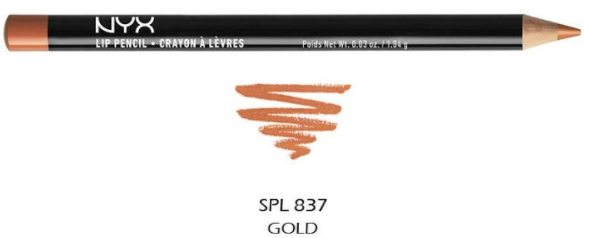 NYX
LIP PENCIL • CRAYON À LÈVRES Poids Net Wt. 0.03 oz. / 1.04 g
SPL 837
GOLD